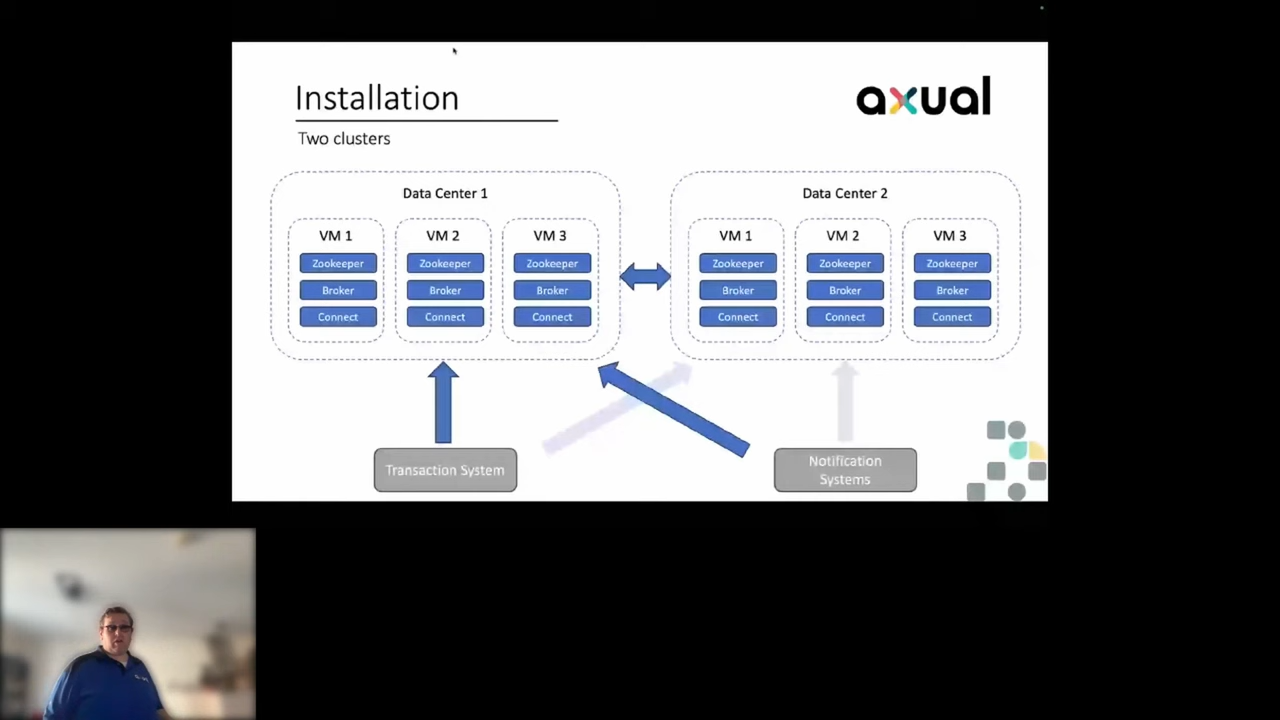 Installation
axual
Two clusters
Data Center 1
VM 1
VM 2
VM 3
Zookeeper
Zookeeper
Zookeeper
Broker
Broker
Broker
Connect
Connect
Connect
Data Center 2
VM 1
VM 2
VM 3
Zookeeper
Zookeeper
Zookeeper
Broker
Broker
Broker
Connect
Connect
Connect
Transaction System
Notification
Systems